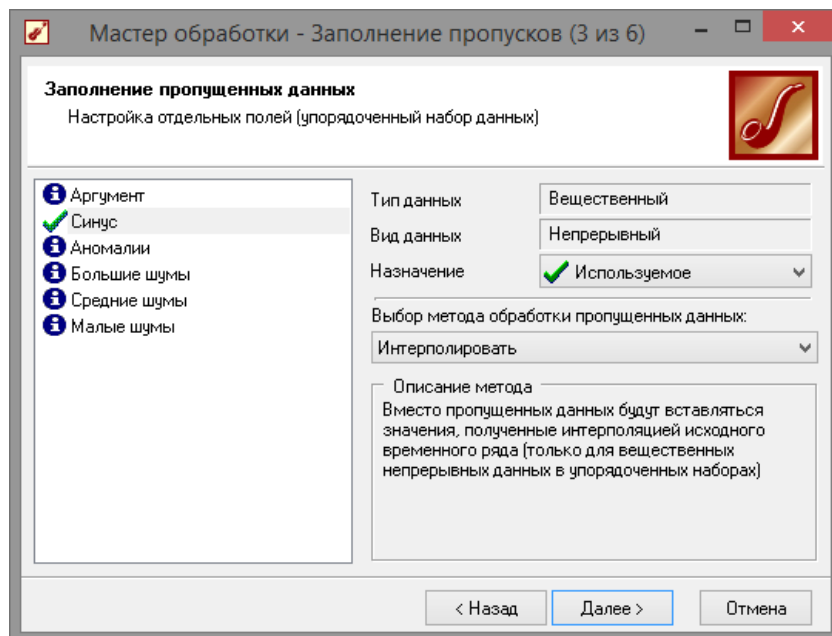 Мастер обработки - Заполнение пропусков (3 из 6)
Заполнение пропущенных данных
Настройка отдельных полей (упорядоченный набор данных)
Аргумент
Синус
Аномалии
Большие шумы
Средние шумы
Малые шумы
Тип данных
Вещественный
Вид данных
Непрерывный
Назначение
Используемое
Выбор метода обработки пропущенных данных:
Интерполировать
Описание метода
Вместо пропущенных данных будут вставляться
значения, полученные интерполяцией исходного
временного ряда (только для вещественных
непрерывных данных в упорядоченных наборах)
< Назад
Далее >
Отмена